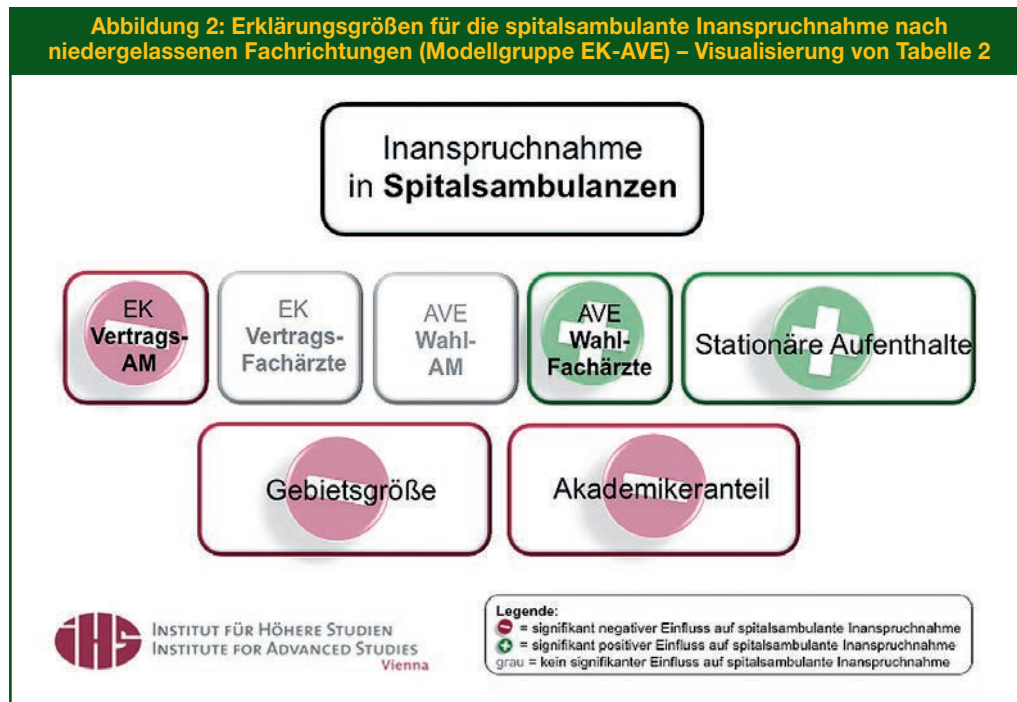 Abbildung 2: Erklärungsgrößen für die spitalsambulante Inanspruchnahme nach
niedergelassenen Fachrichtungen (Modellgruppe EK-AVE) – Visualisierung von Tabelle 2
Inanspruchnahme
in Spitalsambulanzen
EK
Vertrags-
AM
EK
Vertrags-
Fachärzte
AVE
Wahl-
AM
AVE
Wahl-
Fachärzte
Stationäre Aufenthalte
Gebietsgröße
Akademikeranteil
iHS
INSTITUT FÜR HÖHERE STUDIEN
INSTITUTE FOR ADVANCED STUDIES
Vienna
Legende:
= signifikant negativer Einfluss auf spitalsambulante Inanspruchnahme
= signifikant positiver Einfluss auf spitalsambulante Inanspruchnahme
grau = kein signifikanter Einfluss auf spitalsambulante Inanspruchnahme